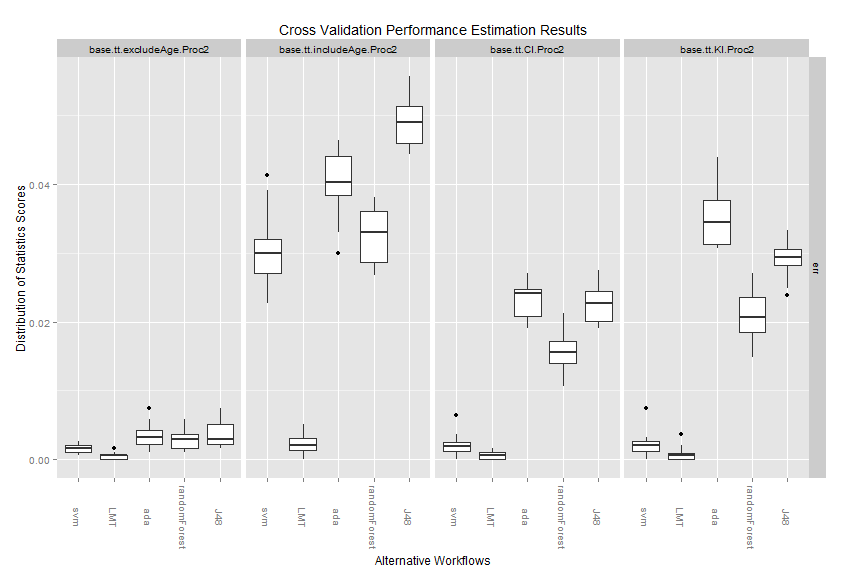 Cross Validation Performance Estimation Results
base.tt.excludeAge.Proc2
base.tt.includeAge.Proc2
base.tt.CI.Proc2
base.tt.KI.Proc2
Distribution of Statistics Scores
0.04
0.02
0.00
err
svm
LMT
ada
randomForest
J48
svm
LMT
ada
randomForest
J48
svm
LMT
ada
randomForest
J48
svm
LMT
ada
randomForest
J48
Alternative Workflows